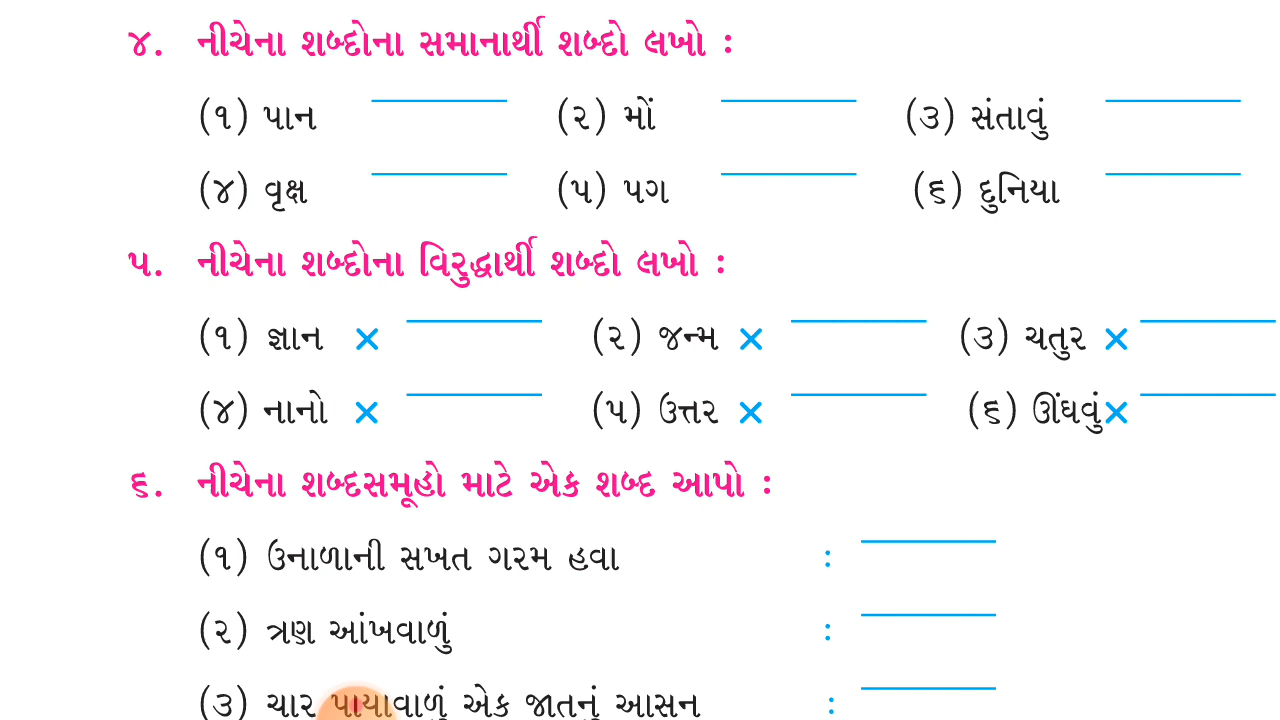 ૪. નીચેના શબ્દોના સમાનાર્થી શબ્દો લખો :
(૧) પાન (૨) મોં (૩) સંતાવું
(૪) વૃક્ષ (૫) પગ (૬) દુનિયા
૫. નીચેના શબ્દોના વિરુદ્ધાર્થી શબ્દો લખો :
(૧) જ્ઞાન × (૨) જન્મ × (૩) ચતુર ×
(૪) નાનો × (૫) ઉત્તર × (૬) ઊંઘવું×
૬. નીચેના શબ્દસમૂહો માટે એક શબ્દ આપો :
(૧) ઉનાળાની સખત ગરમ હવા :
(૨) ત્રણ આંખવાળું :
(૩) ચાર પાયાવાળું એક જાતનું આસન :